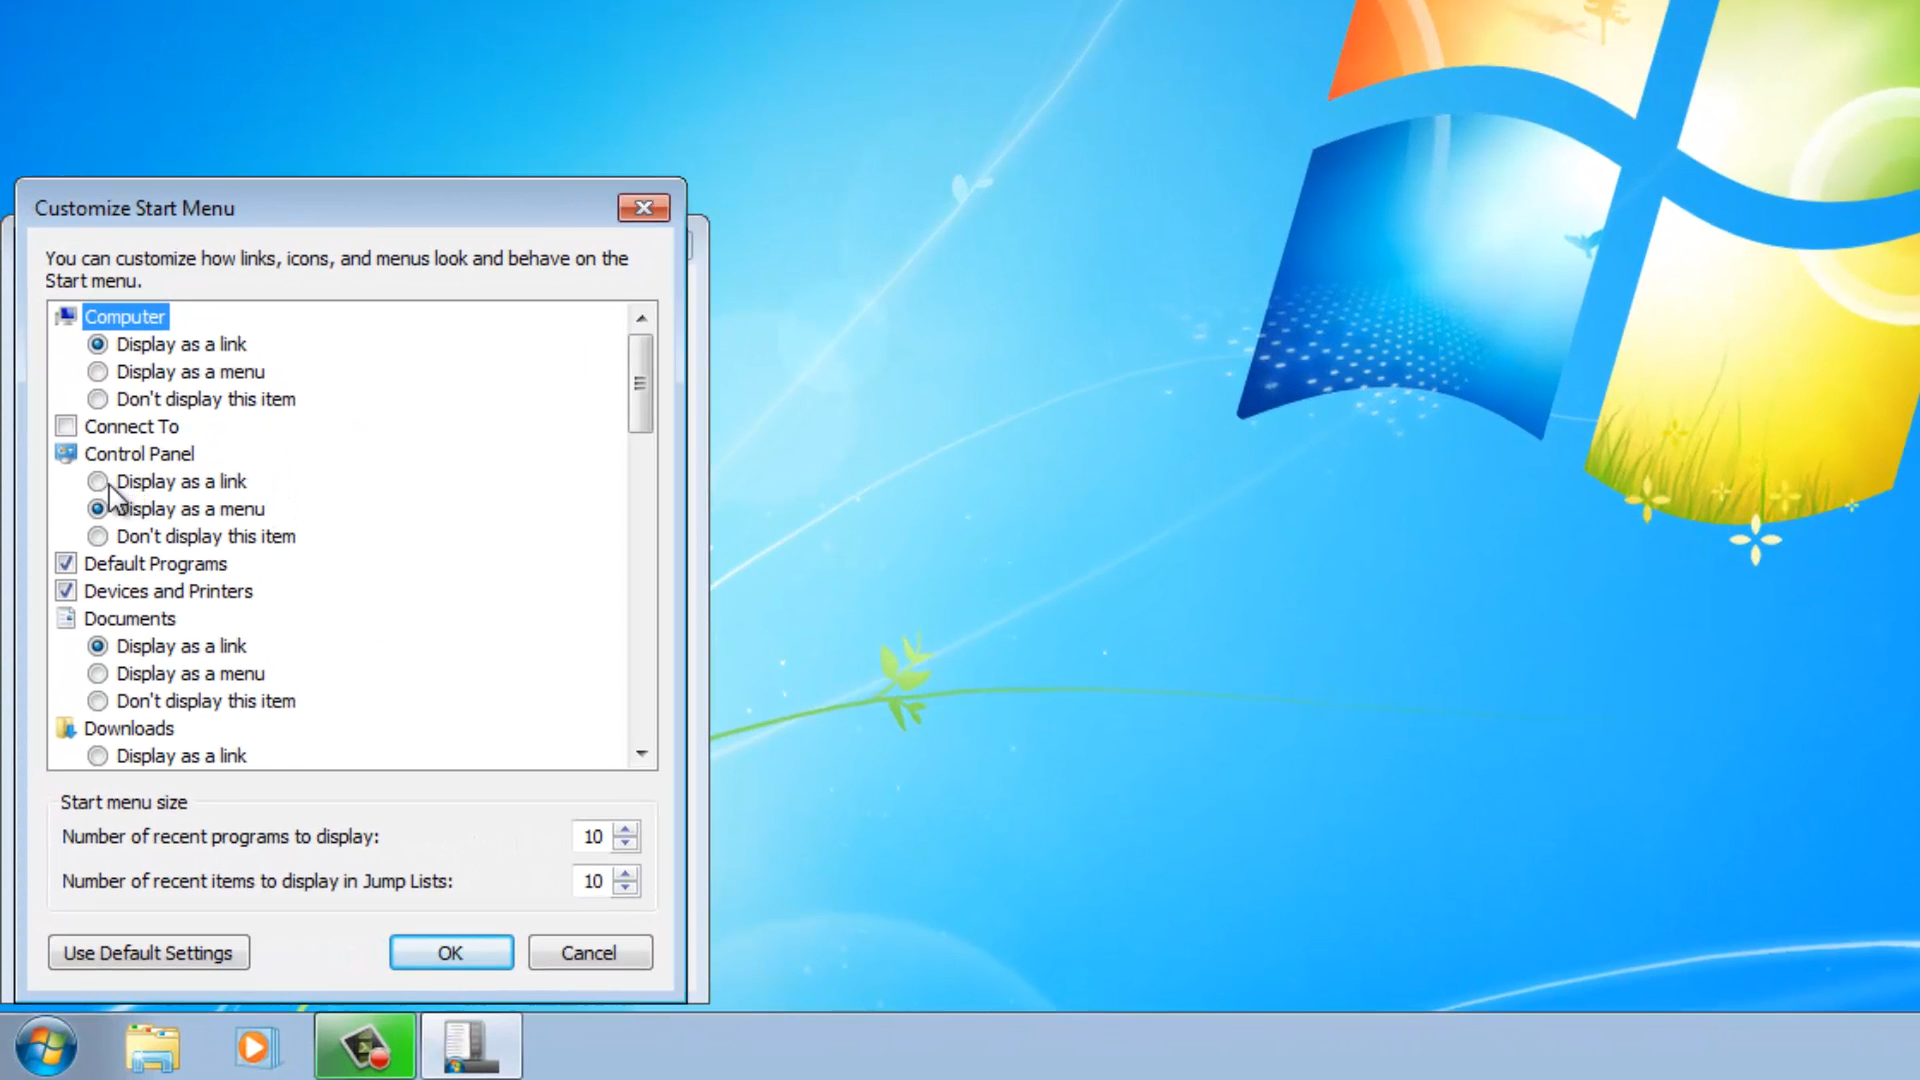 Customize Start Menu
You can customize how links, icons, and menus look and behave on the
Start menu.
Computer
Display as a link
Display as a menu
Don't display this item
Connect To
Control Panel
Display as a link
Display as a menu
Don't display this item
Default Programs
Devices and Printers
Documents
Display as a link
Display as a menu
Don't display this item
Downloads
Display as a link
Start menu size
Number of recent programs to display: 10
Number of recent items to display in Jump Lists: 10
Use Default Settings OK Cancel